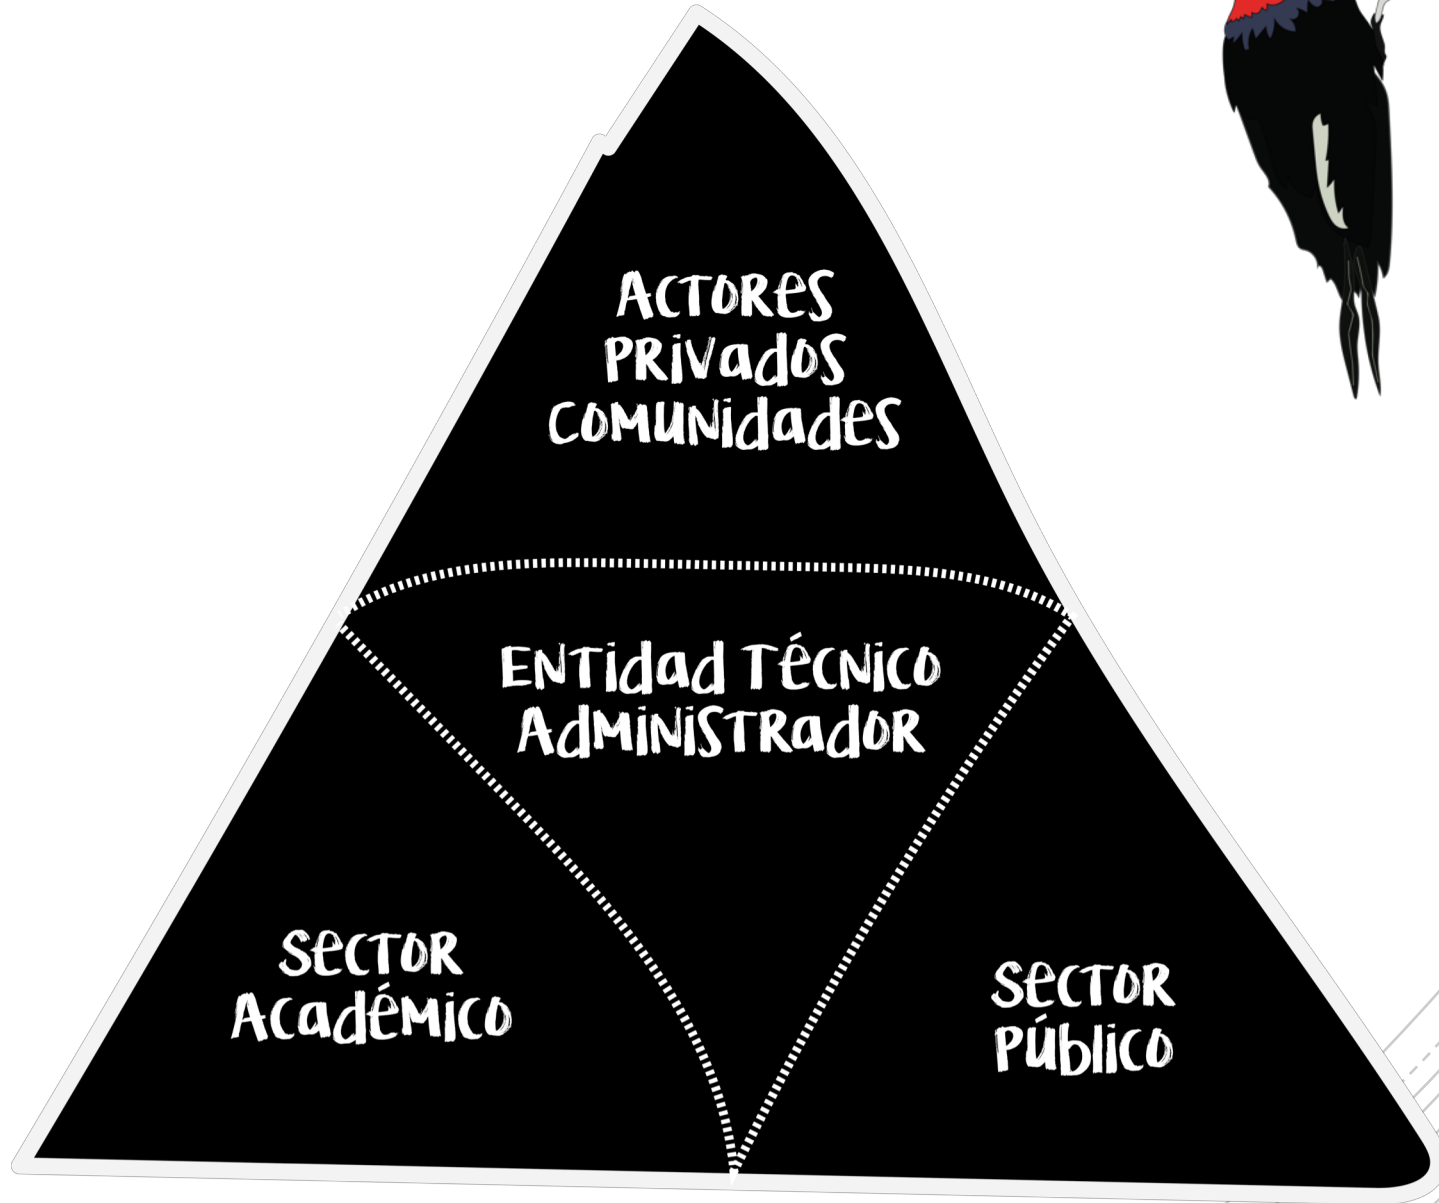 Actores
Privados
Comunidades
Entidad Técnico
Administrador
Sector
Académico
Sector
Público